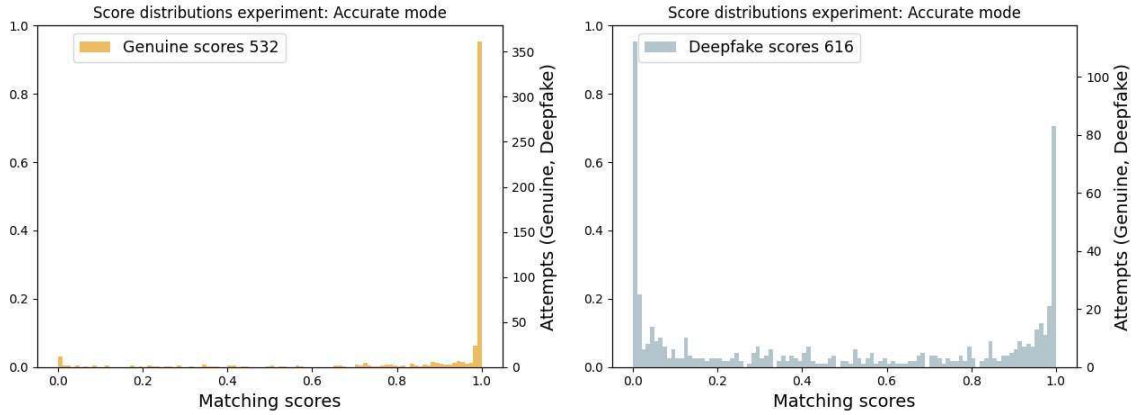 Score distributions experiment: Accurate mode
Genuine scores 532
1.0
0.8
0.6
0.4
0.2
0.0
350
300
250
200
150
100
50
0
Attempts (Genuine, Deepfake)
0.0 0.2 0.4 0.6 0.8 1.0
Matching scores
Score distributions experiment: Accurate mode
Deepfake scores 616
1.0
0.8
0.6
0.4
0.2
0.0
100
80
60
40
20
0
Attempts (Genuine, Deepfake)
0.0 0.2 0.4 0.6 0.8 1.0
Matching scores